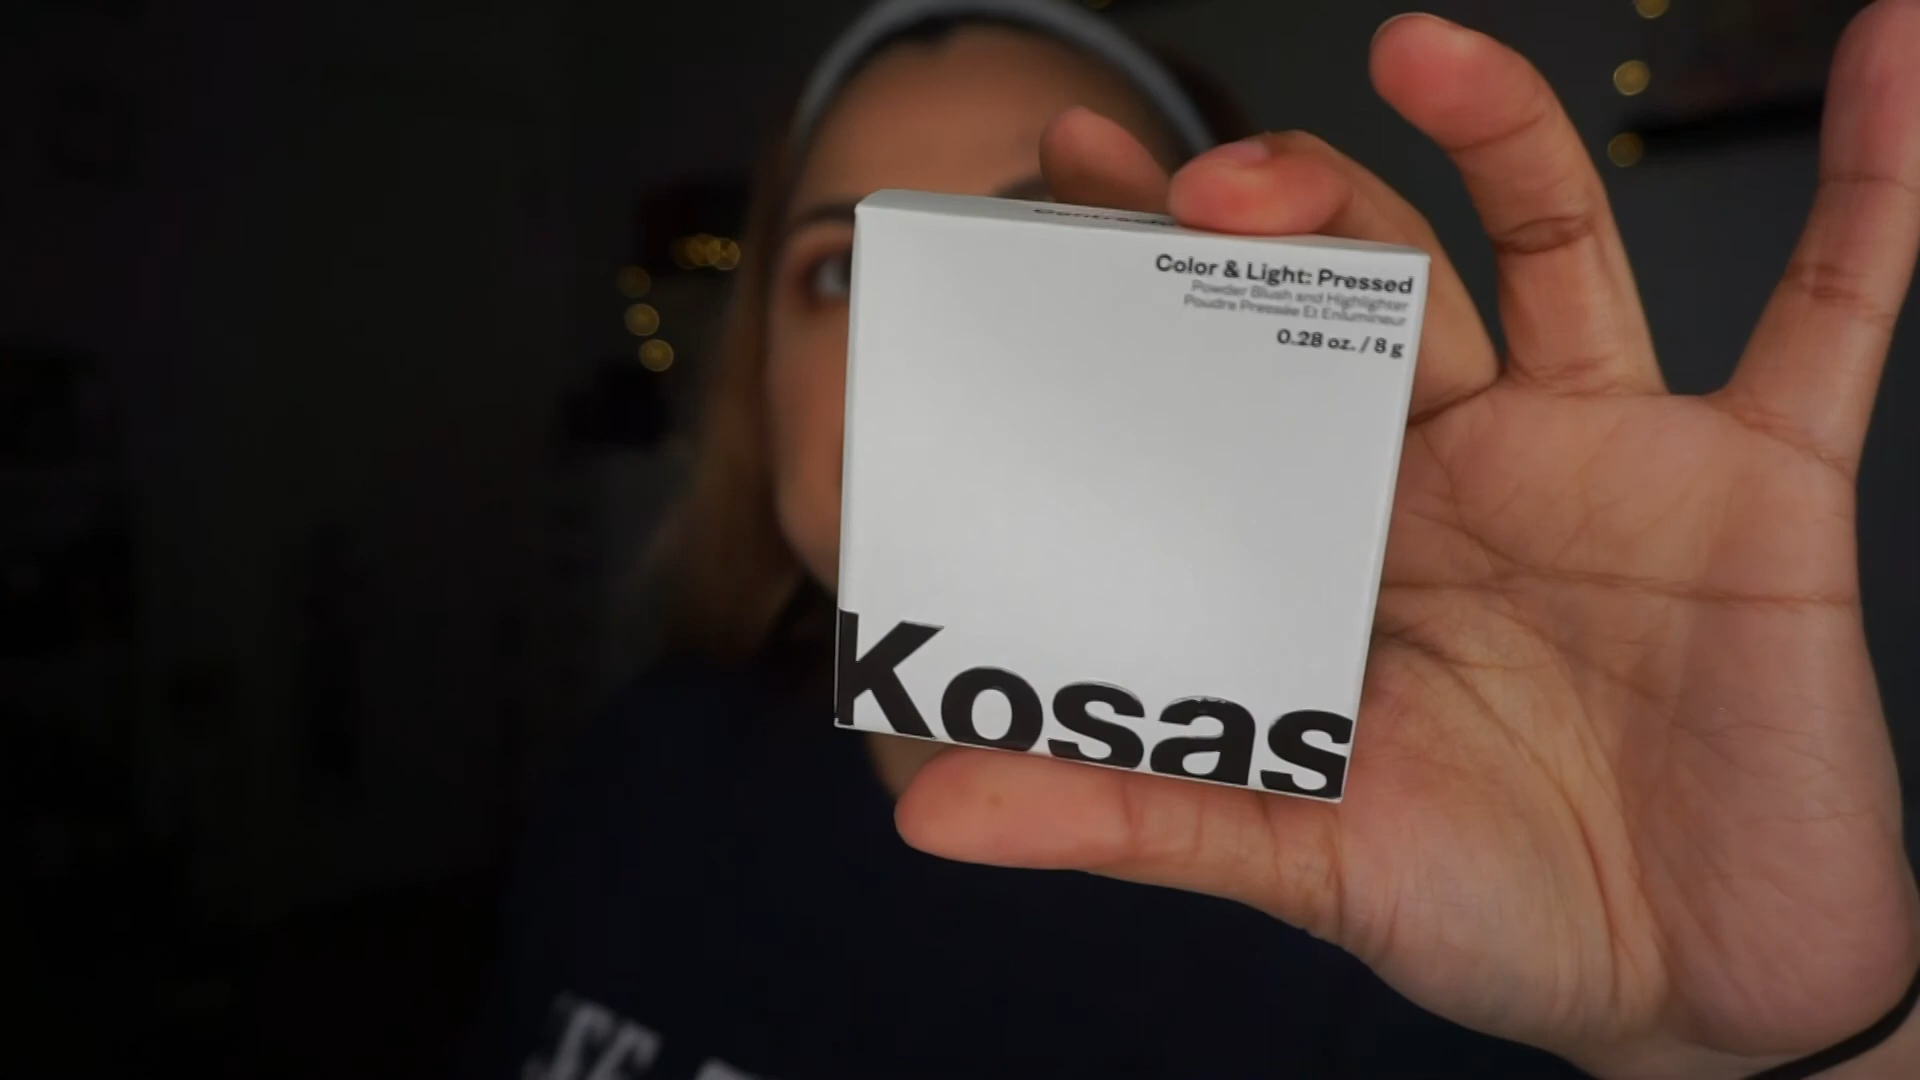 Color & Light: Pressed
Powder Blush and Highlighter
Poudre Pressée Et Enlumineur
0.28 oz. / 8 g
Kosas